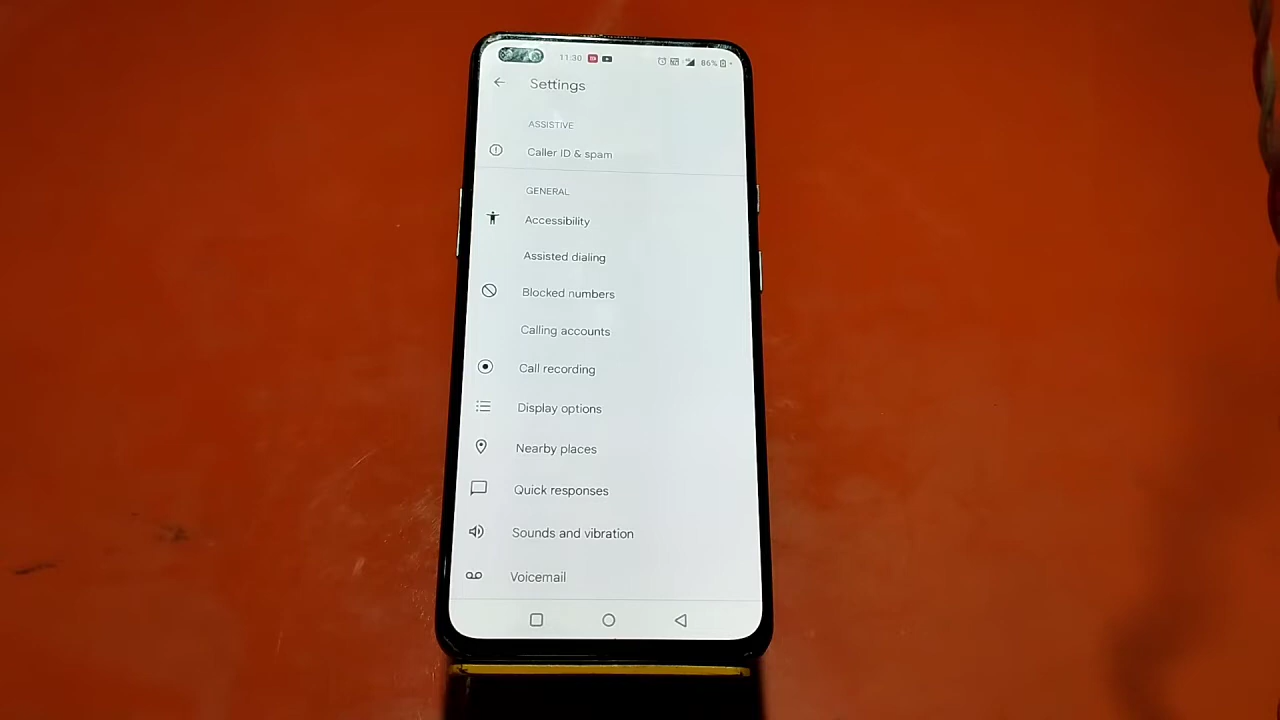 11:30
86%
Settings
ASSISTIVE
Caller ID & spam
GENERAL
Accessibility
Assisted dialing
Blocked numbers
Calling accounts
Call recording
Display options
Nearby places
Quick responses
Sounds and vibration
Voicemail